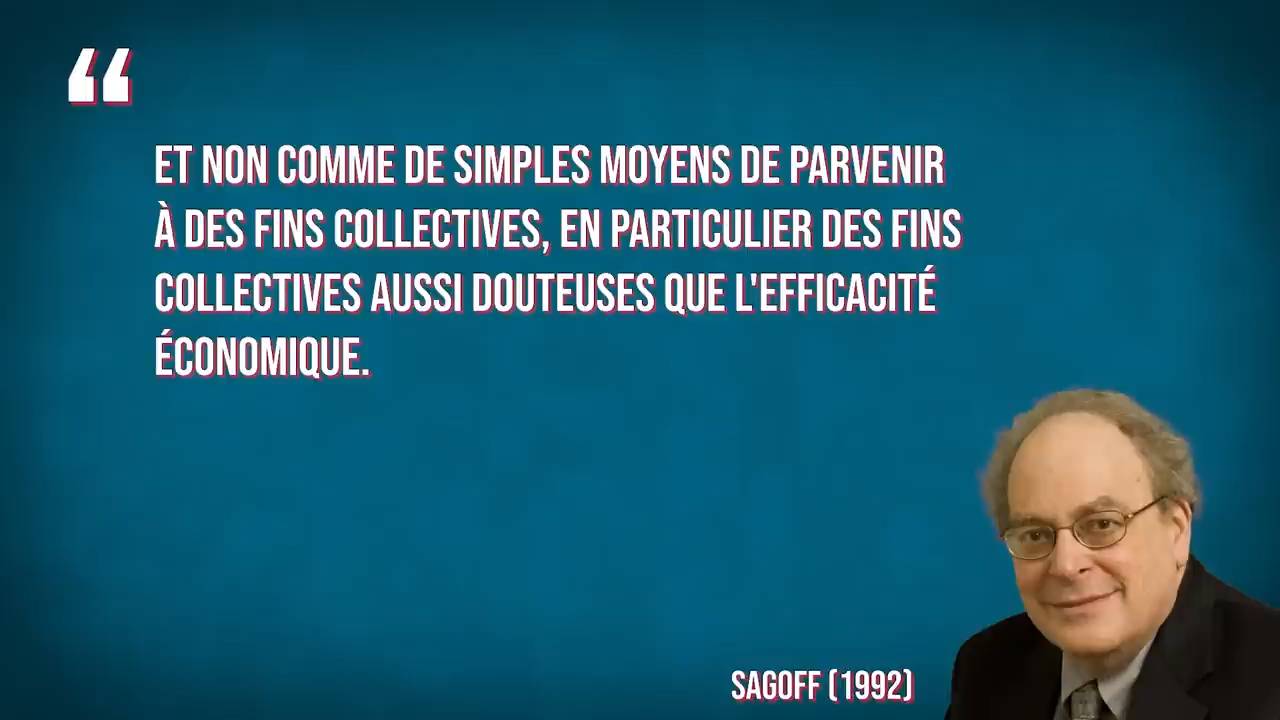 “
ET NON COMME DE SIMPLES MOYENS DE PARVENIR
À DES FINS COLLECTIVES, EN PARTICULIER DES FINS
COLLECTIVES AUSSI DOUTEUSES QUE L'EFFICACITÉ
ÉCONOMIQUE.
SAGOFF (1992)